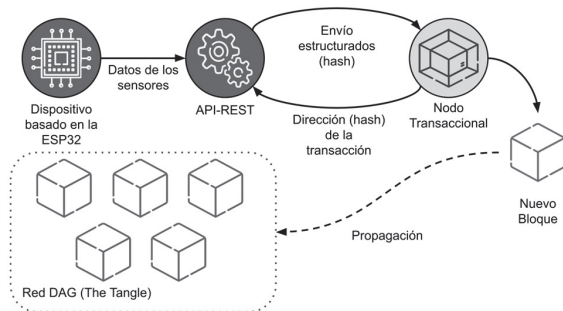 Datos de los
sensores
Dispositivo
basado en la
ESP32
API-REST
Envío
estructurados
(hash)
Dirección (hash)
de la
transacción
Nodo
Transaccional
Nuevo
Bloque
Propagación
Red DAG (The Tangle)